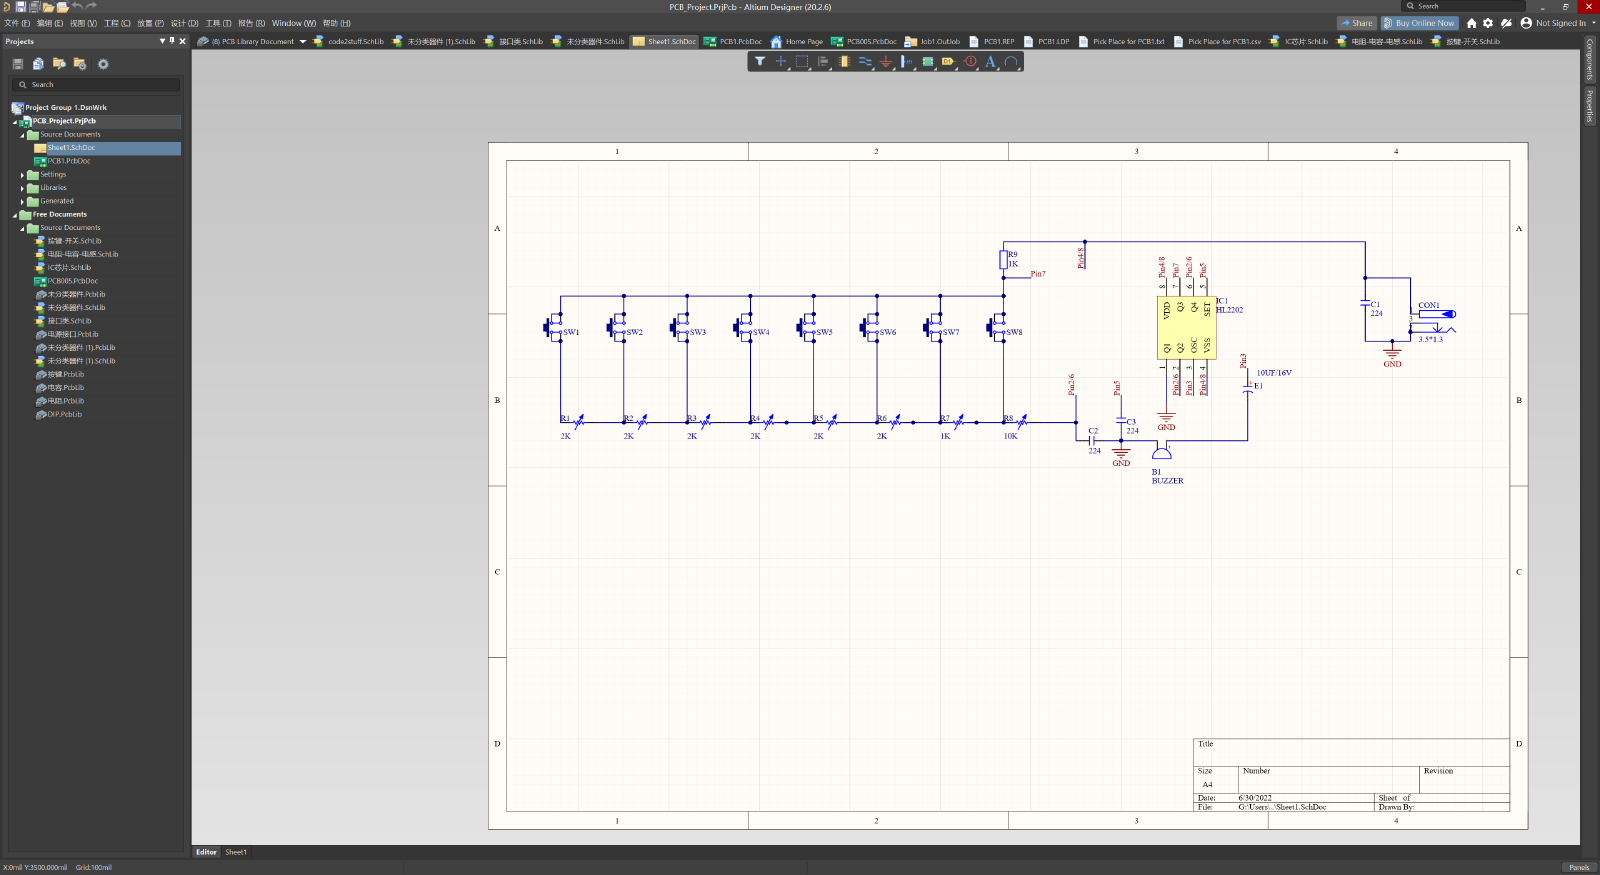 PCB_Project.PrjPcb - Altium Designer (20.2.6)
Search
文件 (F) 编辑 (E) 视图 (V) 工程 (C) 放置 (P) 设计 (D) 工具 (T) 报告 (R) Window (W) 帮助 (H)
Share Buy Online Now Not Signed In
Projects
(8) PCB Library Document code2stuff.SchLib 未分类器件 (1).SchLib 接口类.SchLib 未分类器件.SchLib Sheet1.SchDoc PCB1.PcbDoc Home Page PCB005.PcbDoc Job1.OutJob PCB1.REP PCB1.LDP Pick Place for PCB1.txt Pick Place for PCB1.csv IC芯片.SchLib 电阻-电容-电感.SchLib 按键-开关.SchLib
Components
Properties
Search
Project Group 1.DsnWrk
PCB_Project.PrjPcb
Source Documents
Sheet1.SchDoc
PCB1.PcbDoc
Settings
Libraries
Generated
Free Documents
Source Documents
按键-开关.SchLib
电阻-电容-电感.SchLib
IC芯片.SchLib
PCB005.PcbDoc
未分类器件.PcbLib
未分类器件.SchLib
接口类.SchLib
电源接口.PcbLib
未分类器件 (1).PcbLib
未分类器件 (1).SchLib
按键.PcbLib
电容.PcbLib
电阻.PcbLib
DIP.PcbLib
1 2 3 4
A A
B B
C C
D D
R9
1K
Pin7
Pin4/8
Pin4/8 Pin7 Pin2/6 Pin5
8 7 6 5
VDD Q3 Q4 SET
IC1
HL2202
Q1 Q2 OSC VSS
1 2 3 4
Pin2/6 Pin3 Pin4/8
GND
C1
224
CON1
3
2
3.5*1.3
GND
SW1 SW2 SW3 SW4 SW5 SW6 SW7 SW8
R1 R2 R3 R4 R5 R6 R7 R8
2K 2K 2K 2K 2K 2K 1K 10K
Pin2/6
Pin5
Pin3
10UF/16V
E1
C3
224
C2
224
GND
B1
BUZZER
Title
Size Number Revision
A4
Date: 6/30/2022 Sheet of
File: G:\Users\..\Sheet1.SchDoc Drawn By:
1 2 3 4
Editor Sheet1
X:0mil Y:3500.000mil Grid:100mil
Panels